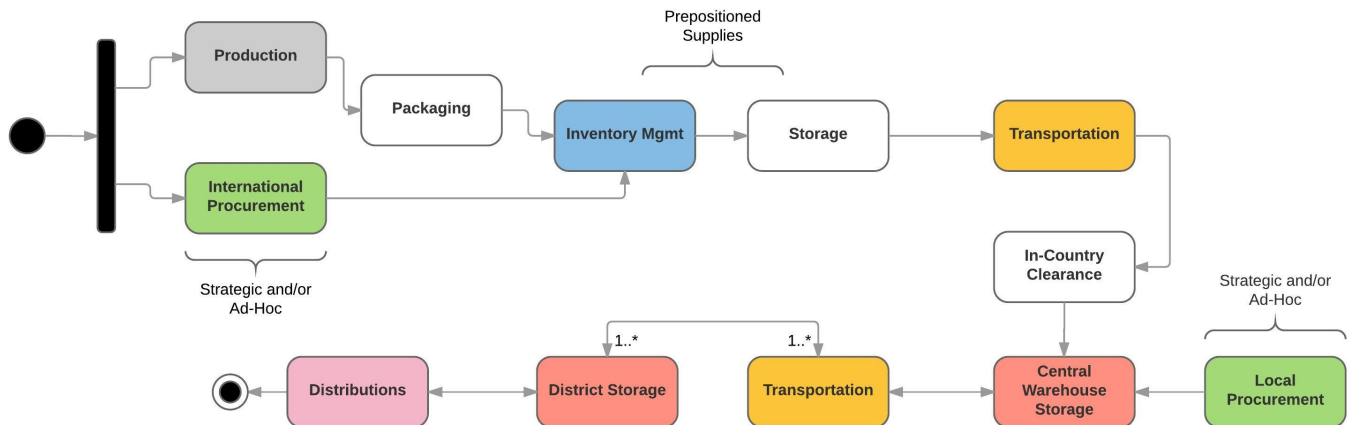 Prepositioned
Supplies
Production
Packaging
Inventory Mgmt
Storage
Transportation
International
Procurement
Strategic and/or
Ad-Hoc
In-Country
Clearance
Strategic and/or
Ad-Hoc
1..*
1..*
Distributions
District Storage
Transportation
Central
Warehouse
Storage
Local
Procurement